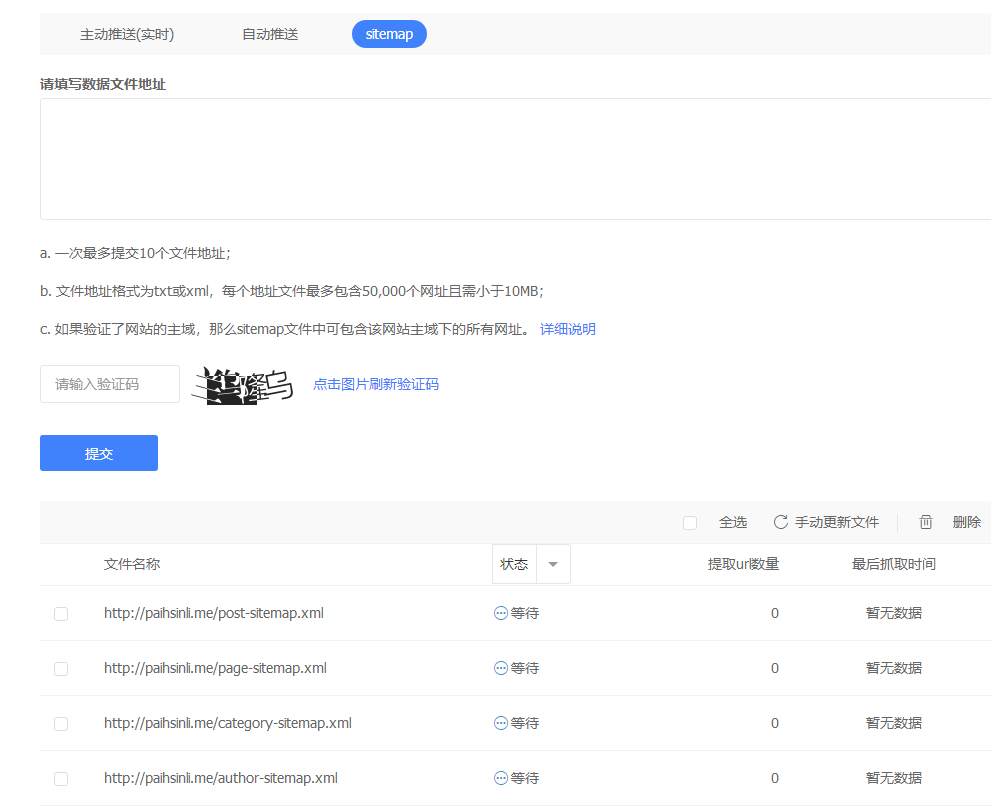 主动推送(实时) 自动推送 sitemap
请填写数据文件地址
a. 一次最多提交10个文件地址;
b. 文件地址格式为txt或xml，每个地址文件最多包含50,000个网址且需小于10MB;
c. 如果验证了网站的主域，那么sitemap文件中可包含该网站主域下的所有网址。 详细说明
请输入验证码 点击图片刷新验证码
提交
全选 手动更新文件 删除
文件名称 状态 提取url数量 最后抓取时间
http://paihsinli.me/post-sitemap.xml 等待 0 暂无数据
http://paihsinli.me/page-sitemap.xml 等待 0 暂无数据
http://paihsinli.me/category-sitemap.xml 等待 0 暂无数据
http://paihsinli.me/author-sitemap.xml 等待 0 暂无数据